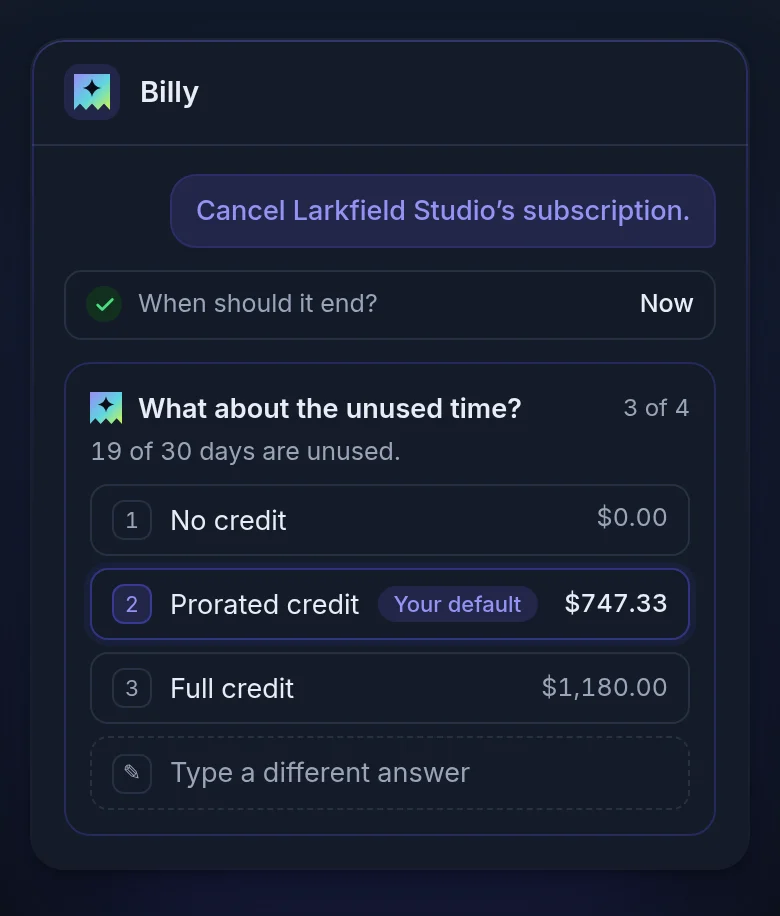 Billy
Cancel Larkfield Studio’s subscription.
When should it end? Now
What about the unused time? 3 of 4
19 of 30 days are unused.
1 No credit $0.00
2 Prorated credit Your default $747.33
3 Full credit $1,180.00
✎ Type a different answer